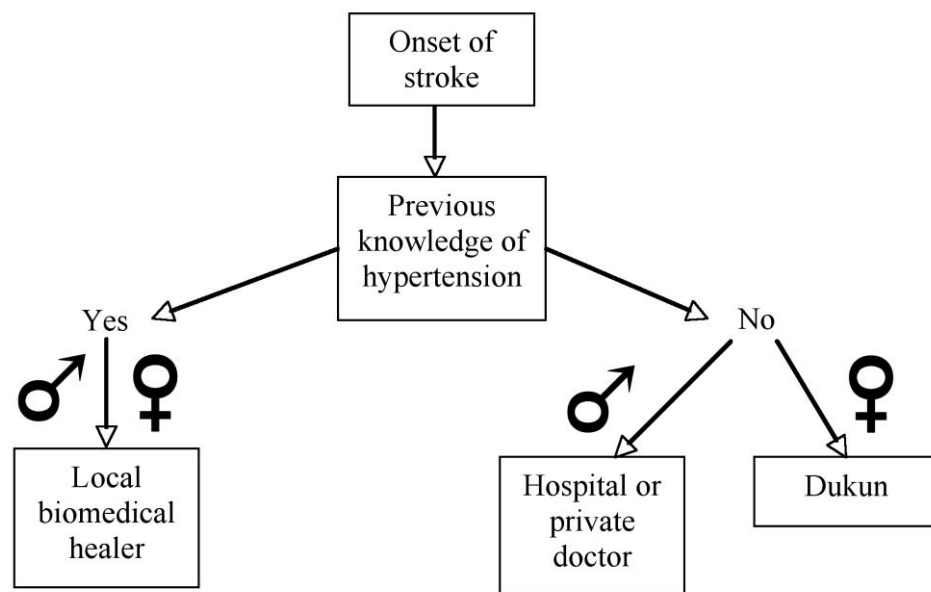 Onset of
stroke
Previous
knowledge of
hypertension
Yes
No
Local
biomedical
healer
Hospital or
private
doctor
Dukun